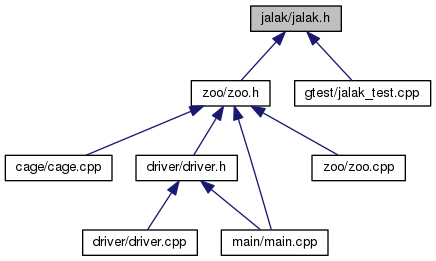 jalak/jalak.h
zoo/zoo.h
gtest/jalak_test.cpp
cage/cage.cpp
driver/driver.h
zoo/zoo.cpp
driver/driver.cpp
main/main.cpp